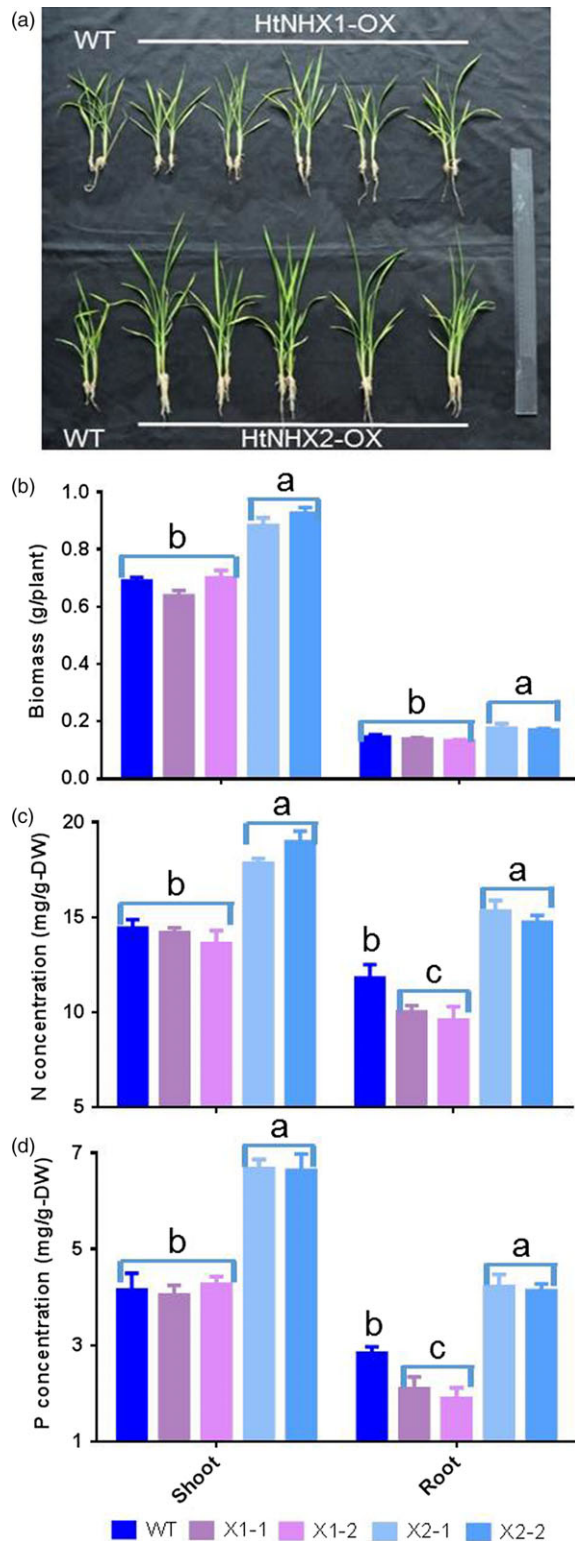 (a)
HtNHX1-OX
WT
WT
HtNHX2-OX
(b)
Biomass (g/plant)
1.0
0.8
0.6
0.4
0.2
0.0
b
a
b
a
(c)
N concentration (mg/g-DW)
20
15
10
5
b
a
b
c
a
(d)
P concentration (mg/g-DW)
7
5
3
1
b
a
b
c
a
Shoot
Root
WT X1-1 X1-2 X2-1 X2-2